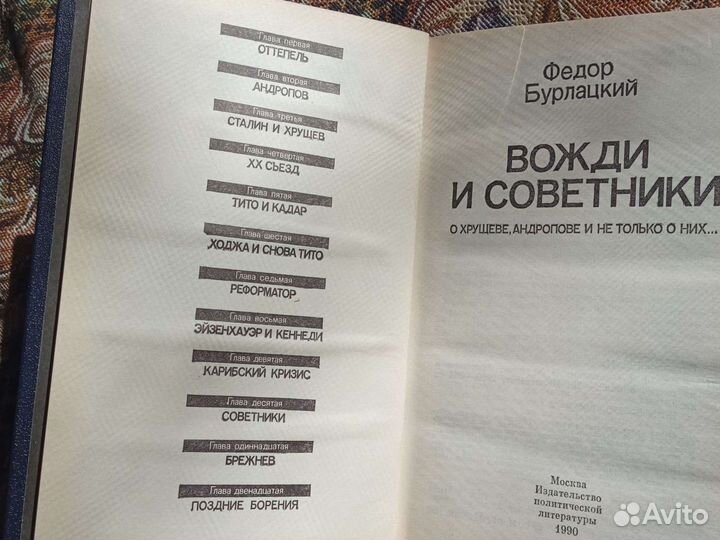 Глава первая
ОТТЕПЕЛЬ
Глава вторая
АНДРОПОВ
Глава третья
СТАЛИН И ХРУЩЕВ
Глава четвертая
XX СЪЕЗД
Глава пятая
ТИТО И КАДАР
Глава шестая
ХОДЖА И СНОВА ТИТО
Глава седьмая
РЕФОРМАТОР
Глава восьмая
ЭЙЗЕНХАУЭР И КЕННЕДИ
Глава девятая
КАРИБСКИЙ КРИЗИС
Глава десятая
СОВЕТНИКИ
Глава одиннадцатая
БРЕЖНЕВ
Глава двенадцатая
ПОЗДНИЕ БОРЕНИЯ
Федор
Бурлацкий
ВОЖДИ
И СОВЕТНИКИ
О ХРУЩЕВЕ, АНДРОПОВЕ И НЕ ТОЛЬКО О НИХ...
Москва
Издательство
политической
литературы
1990
Avito